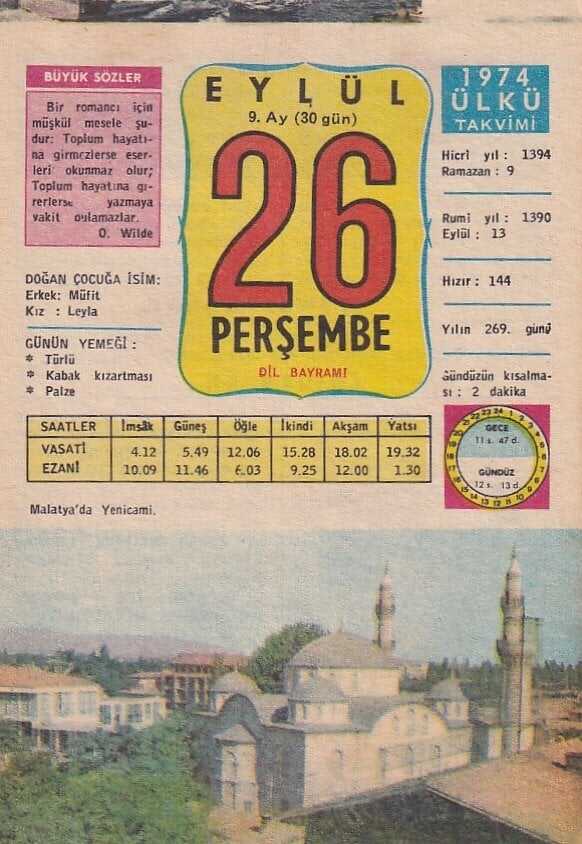 BÜYÜK SÖZLER
Bir romancı için
müşkül mesele şu-
dur: Toplum hayatı-
na girmezlerse eser-
leri okunmaz olur;
Toplum hayatına gi-
rerlerse yazmaya
vakit bulamazlar.
O. Wilde
DOĞAN ÇOCUĞA İSİM:
Erkek: Müfit
Kız : Leyla
GÜNÜN YEMEĞİ :
* Türlü
* Kabak kızartması
* Palze
EYLÜL
9. Ay (30 gün)
26
PERŞEMBE
DİL BAYRAMI
1974
ÜLKÜ
TAKVİMİ
Hicrî yıl : 1394
Ramazan : 9
Rumi yıl : 1390
Eylül : 13
Hızır : 144
Yılın 269. günü
Gündüzün kısalma-
sı : 2 dakika
SAATLER İmsâk Güneş Öğle İkindi Akşam Yatsı
VASATİ 4.12 5.49 12.06 15.28 18.02 19.32
EZANİ 10.09 11.46 6.03 9.25 12.00 1.30
GECE
11 s. 47 d.
GÜNDÜZ
12 s. 13 d.
Malatya'da Yenicami.